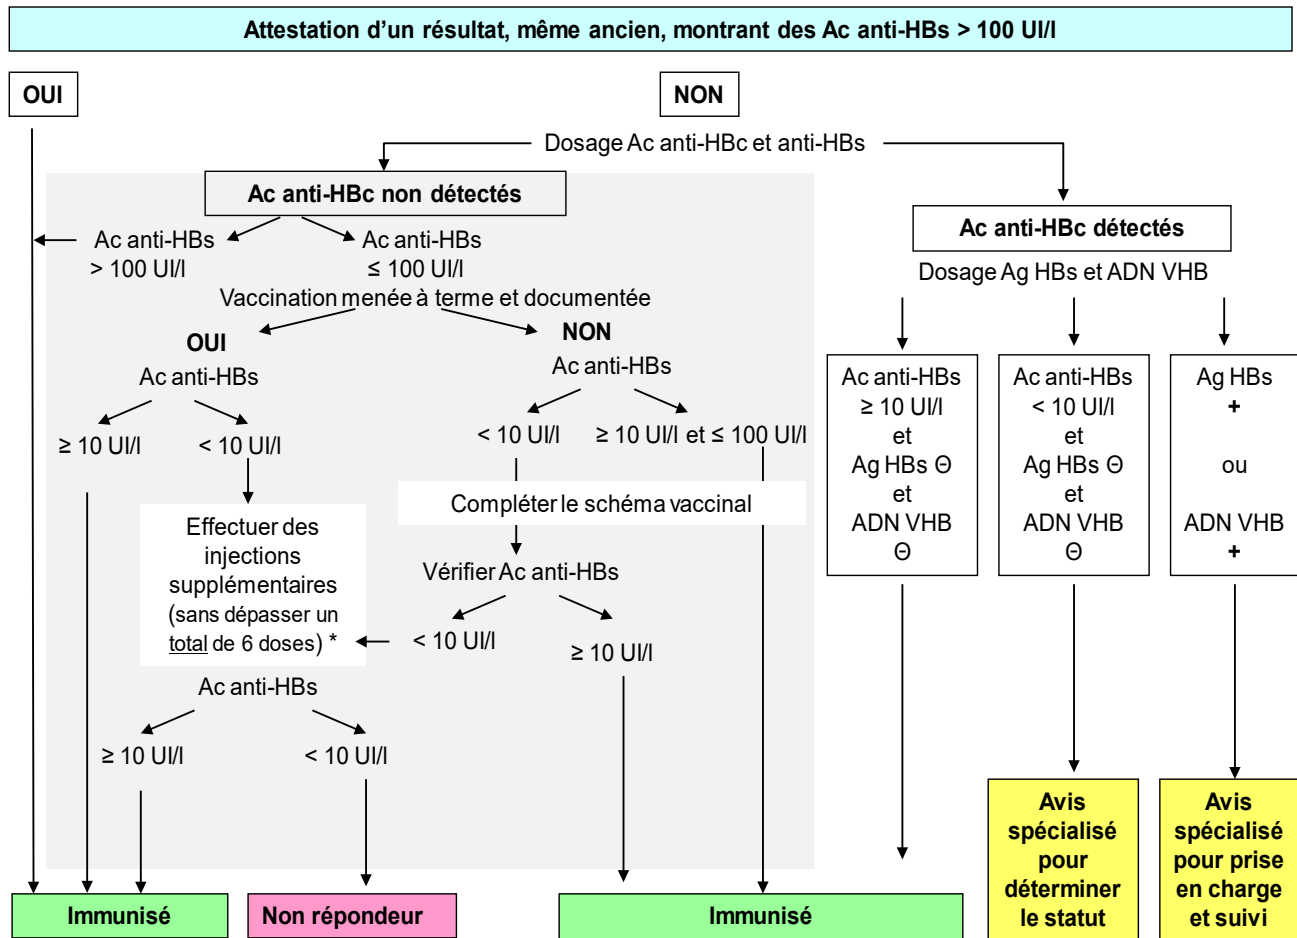 Attestation d’un résultat, même ancien, montrant des Ac anti-HBs > 100 UI/l
OUI
NON
Dosage Ac anti-HBc et anti-HBs
Ac anti-HBc non détectés
Ac anti-HBs
> 100 UI/l
Ac anti-HBs
≤ 100 UI/l
Vaccination menée à terme et documentée
OUI
Ac anti-HBs
≥ 10 UI/l
< 10 UI/l
Effectuer des
injections
supplémentaires
(sans dépasser un
total de 6 doses) *
Ac anti-HBs
≥ 10 UI/l
< 10 UI/l
NON
Ac anti-HBs
< 10 UI/l
≥ 10 UI/l et ≤ 100 UI/l
Compléter le schéma vaccinal
Vérifier Ac anti-HBs
< 10 UI/l
≥ 10 UI/l
Ac anti-HBc détectés
Dosage Ag HBs et ADN VHB
Ac anti-HBs
≥ 10 UI/l
et
Ag HBs Θ
et
ADN VHB
Θ
Ac anti-HBs
< 10 UI/l
et
Ag HBs Θ
et
ADN VHB
Θ
Ag HBs
+
ou
ADN VHB
+
Immunisé
Non répondeur
Immunisé
Avis
spécialisé
pour
déterminer
le statut
Avis
spécialisé
pour prise
en charge
et suivi